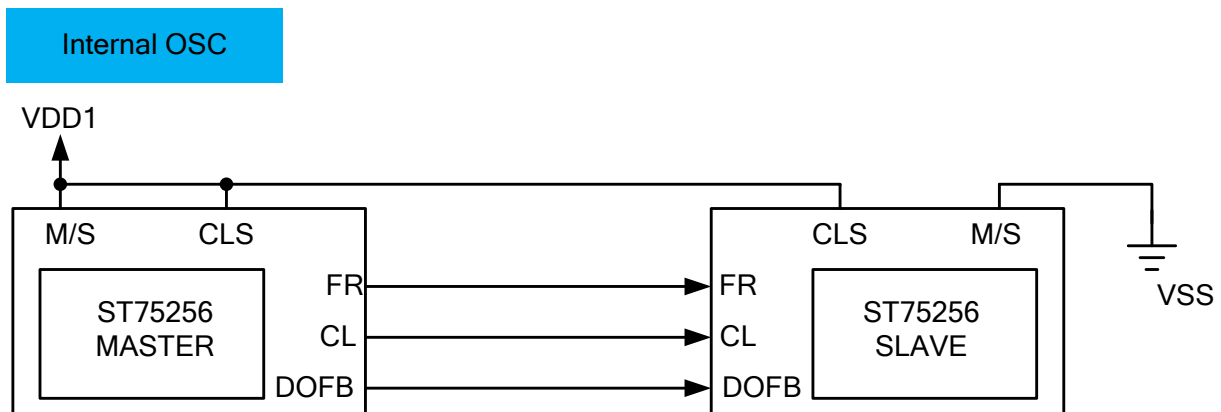 Internal OSC
VDD1
M/S CLS CLS M/S
FR FR
VSS
ST75256
MASTER
ST75256
SLAVE
CL CL
DOFB DOFB